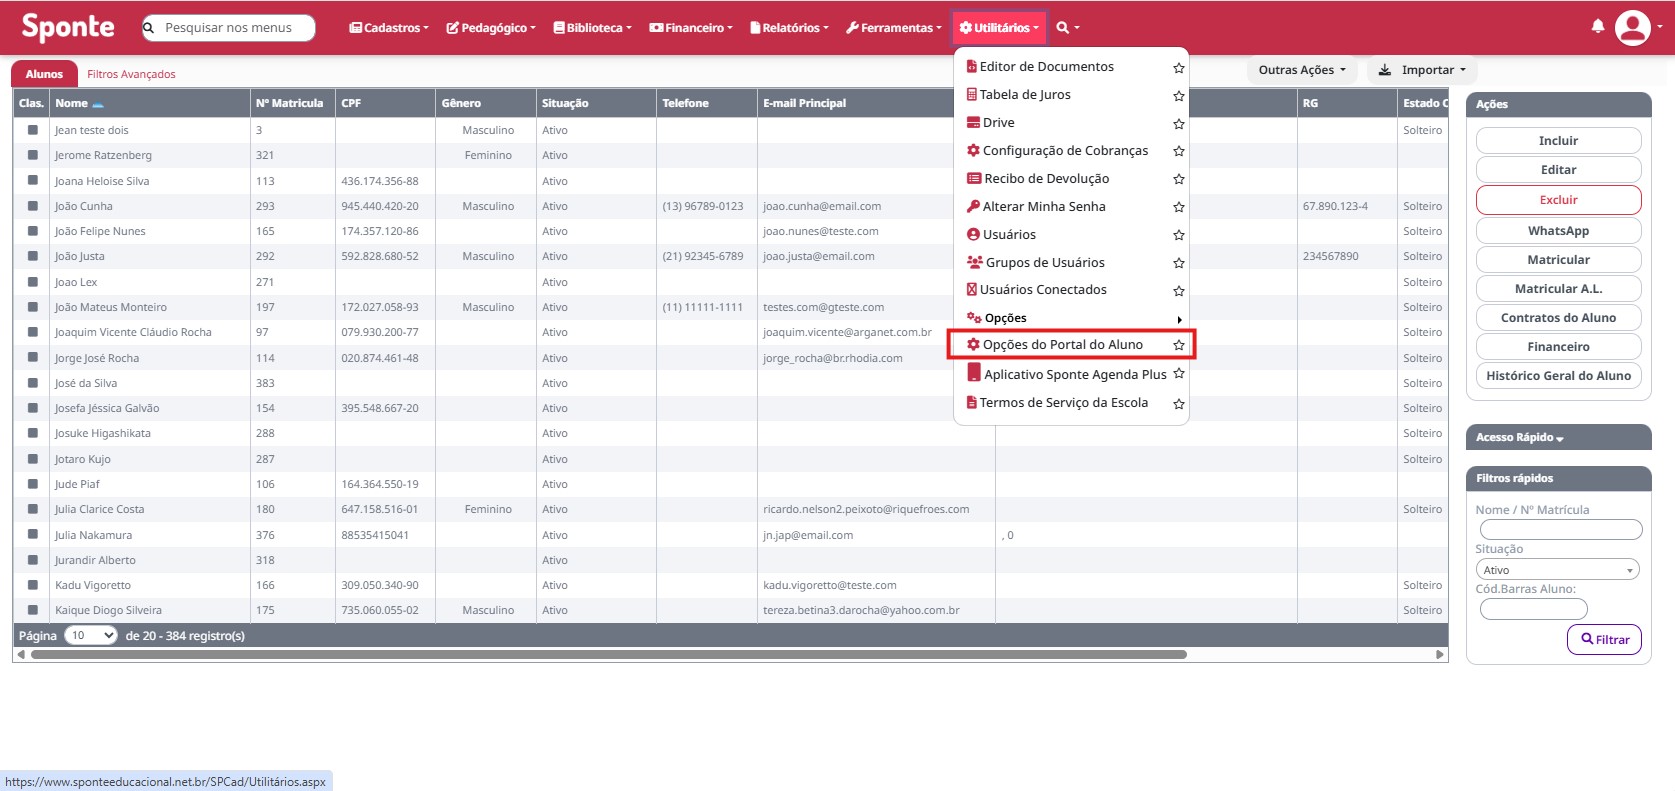 Sponte
Pesquisar nos menus
Cadastros
Pedagógico
Biblioteca
Financeiro
Relatórios
Ferramentas
Utilitários
Alunos
Filtros Avançados
Outras Ações
Importar
Editor de Documentos
Tabela de Juros
Drive
Configuração de Cobranças
Recibo de Devolução
Alterar Minha Senha
Usuários
Grupos de Usuários
Usuários Conectados
Opções
Opções do Portal do Aluno
Aplicativo Sponte Agenda Plus
Termos de Serviço da Escola
Clas. Nome Nº Matricula CPF Gênero Situação Telefone E-mail Principal RG Estado C
Jean teste dois 3 Masculino Ativo Solteiro
Jerome Ratzenberg 321 Feminino Ativo
Joana Heloise Silva 113 436.174.356-88 Ativo Solteiro
João Cunha 293 945.440.420-20 Masculino Ativo (13) 96789-0123 joao.cunha@email.com 67.890.123-4 Solteiro
João Felipe Nunes 165 174.357.120-86 Ativo joao.nunes@teste.com Solteiro
João Justa 292 592.828.680-52 Masculino Ativo (21) 92345-6789 joao.justa@email.com 234567890 Solteiro
Joao Lex 271 Ativo Solteiro
João Mateus Monteiro 197 172.027.058-93 Masculino Ativo (11) 11111-1111 testes.com@gteste.com Solteiro
Joaquim Vicente Cláudio Rocha 97 079.930.200-77 Ativo joaquim.vicente@arganet.com.br Solteiro
Jorge José Rocha 114 020.874.461-48 Ativo jorge_rocha@br.rhodia.com Solteiro
José da Silva 383 Ativo Solteiro
Josefa Jéssica Galvão 154 395.548.667-20 Ativo Solteiro
Josuke Higashikata 288 Ativo Solteiro
Jotaro Kujo 287 Ativo Solteiro
Jude Piaf 106 164.364.550-19 Ativo
Julia Clarice Costa 180 647.158.516-01 Feminino Ativo ricardo.nelson2.peixoto@riquefroes.com Solteiro
Julia Nakamura 376 88535415041 Ativo jn.jap@email.com , 0
Jurandir Alberto 318 Ativo
Kadu Vigoretto 166 309.050.340-90 Ativo kadu.vigoretto@teste.com Solteiro
Kaique Diogo Silveira 175 735.060.055-02 Masculino Ativo tereza.betina3.darocha@yahoo.com.br Solteiro
Página 10 de 20 - 384 registro(s)
Ações
Incluir
Editar
Excluir
WhatsApp
Matricular
Matricular A.L.
Contratos do Aluno
Financeiro
Histórico Geral do Aluno
Acesso Rápido
Filtros rápidos
Nome / Nº Matrícula
Situação
Ativo
Cód.Barras Aluno:
Filtrar
https://www.sponteeducacional.net.br/SPCad/Utilitários.aspx